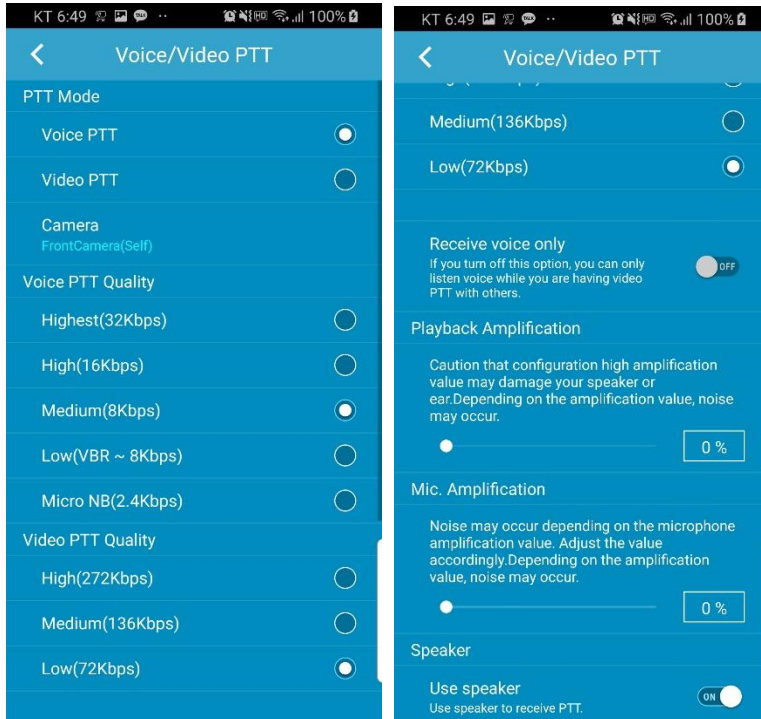 KT 6:49
100%
Voice/Video PTT
PTT Mode
Voice PTT
Video PTT
Camera
FrontCamera(Self)
Voice PTT Quality
Highest(32Kbps)
High(16Kbps)
Medium(8Kbps)
Low(VBR ~ 8Kbps)
Micro NB(2.4Kbps)
Video PTT Quality
High(272Kbps)
Medium(136Kbps)
Low(72Kbps)
KT 6:49
100%
Voice/Video PTT
Medium(136Kbps)
Low(72Kbps)
Receive voice only
If you turn off this option, you can only
listen voice while you are having video
PTT with others.
OFF
Playback Amplification
Caution that configuration high amplification
value may damage your speaker or
ear.Depending on the amplification value, noise
may occur.
0 %
Mic. Amplification
Noise may occur depending on the microphone
amplification value. Adjust the value
accordingly.Depending on the amplification
value, noise may occur.
0 %
Speaker
Use speaker
Use speaker to receive PTT.
ON